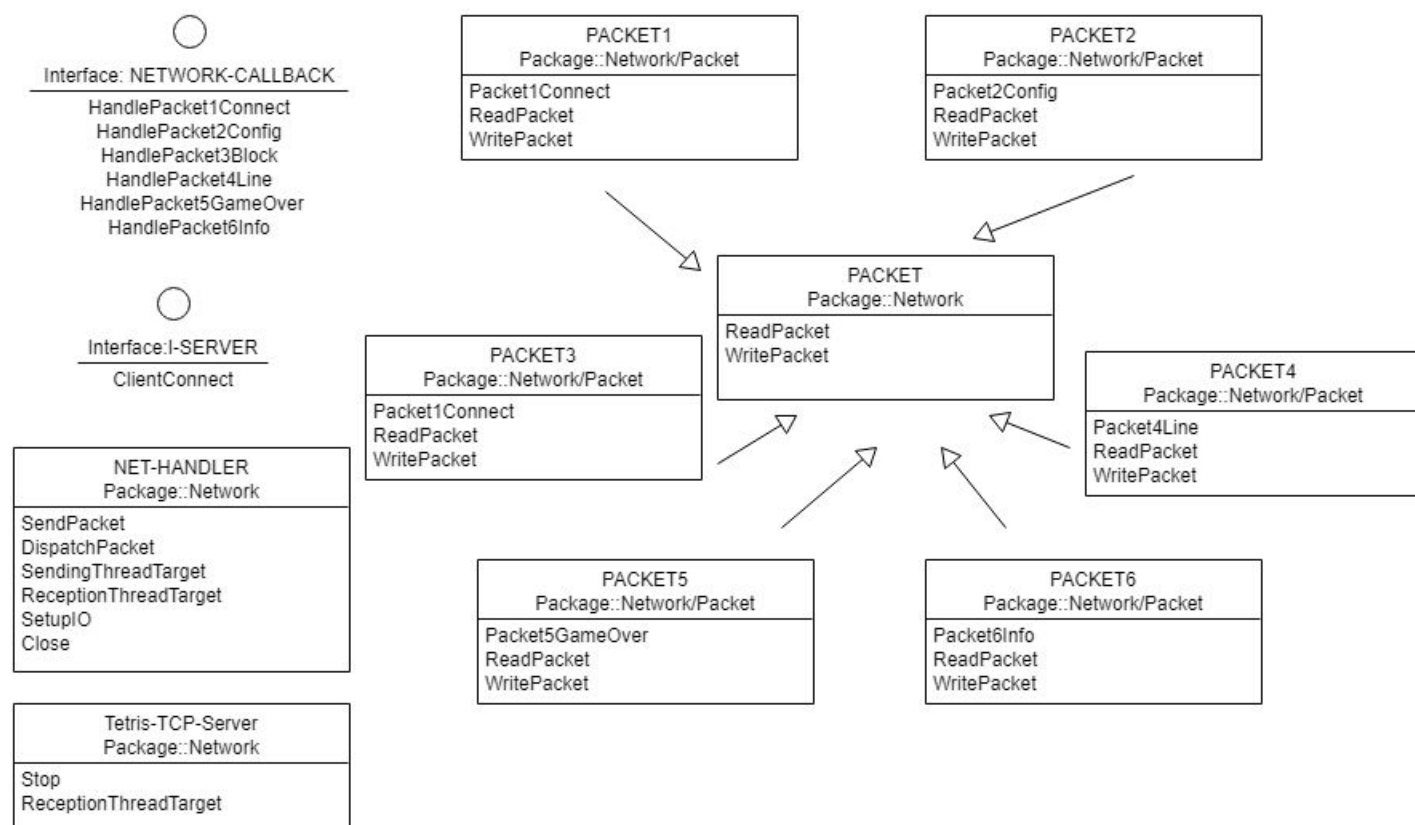 Interface: NETWORK-CALLBACK
HandlePacket1Connect
HandlePacket2Config
HandlePacket3Block
HandlePacket4Line
HandlePacket5GameOver
HandlePacket6Info
Interface:I-SERVER
ClientConnect
NET-HANDLER
Package::Network
SendPacket
DispatchPacket
SendingThreadTarget
ReceptionThreadTarget
SetupIO
Close
Tetris-TCP-Server
Package::Network
Stop
ReceptionThreadTarget
PACKET1
Package::Network/Packet
Packet1Connect
ReadPacket
WritePacket
PACKET2
Package::Network/Packet
Packet2Config
ReadPacket
WritePacket
PACKET
Package::Network
ReadPacket
WritePacket
PACKET3
Package::Network/Packet
Packet1Connect
ReadPacket
WritePacket
PACKET4
Package::Network/Packet
Packet4Line
ReadPacket
WritePacket
PACKET5
Package::Network/Packet
Packet5GameOver
ReadPacket
WritePacket
PACKET6
Package::Network/Packet
Packet6Info
ReadPacket
WritePacket